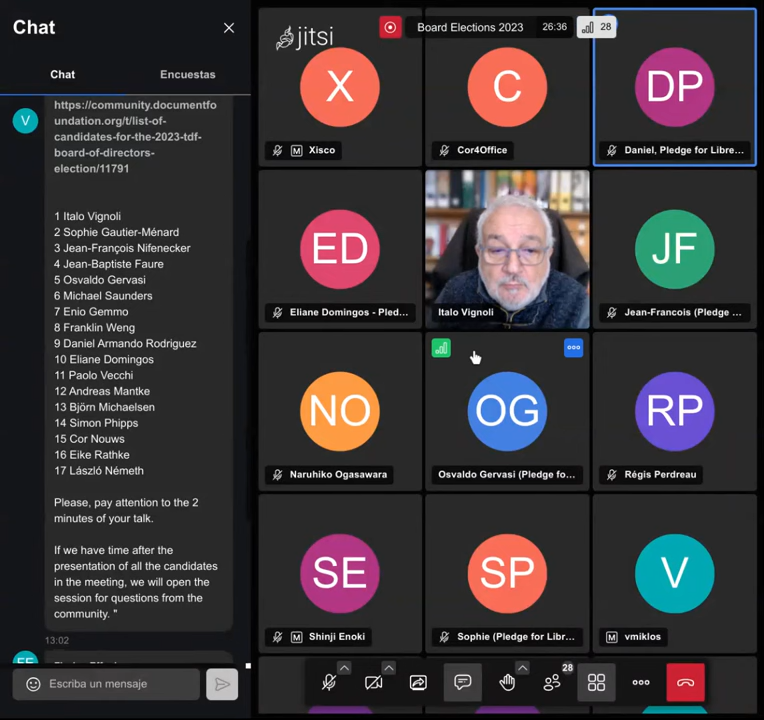 Chat
Chat
Encuestas
V
https://community.documentfo
undation.org/t/list-of-
candidates-for-the-2023-tdf-
board-of-directors-
election/11791
1 Italo Vignoli
2 Sophie Gautier-Ménard
3 Jean-François Nifenecker
4 Jean-Baptiste Faure
5 Osvaldo Gervasi
6 Michael Saunders
7 Enio Gemmo
8 Franklin Weng
9 Daniel Armando Rodriguez
10 Eliane Domingos
11 Paolo Vecchi
12 Andreas Mantke
13 Björn Michaelsen
14 Simon Phipps
15 Cor Nouws
16 Eike Rathke
17 László Németh
Please, pay attention to the 2
minutes of your talk.
If we have time after the
presentation of all the candidates
in the meeting, we will open the
session for questions from the
community. "
13:02
Escriba un mensaje
jitsi
Board Elections 2023
26:36
28
X
M Xisco
C
Cor4Office
DP
Daniel, Pledge for Libre...
ED
Eliane Domingos - Pled...
Italo Vignoli
JF
Jean-Francois (Pledge ...
NO
Naruhiko Ogasawara
OG
Osvaldo Gervasi (Pledge fo...
RP
Régis Perdreau
SE
M Shinji Enoki
SP
Sophie (Pledge for Libr...
V
M vmiklos
28